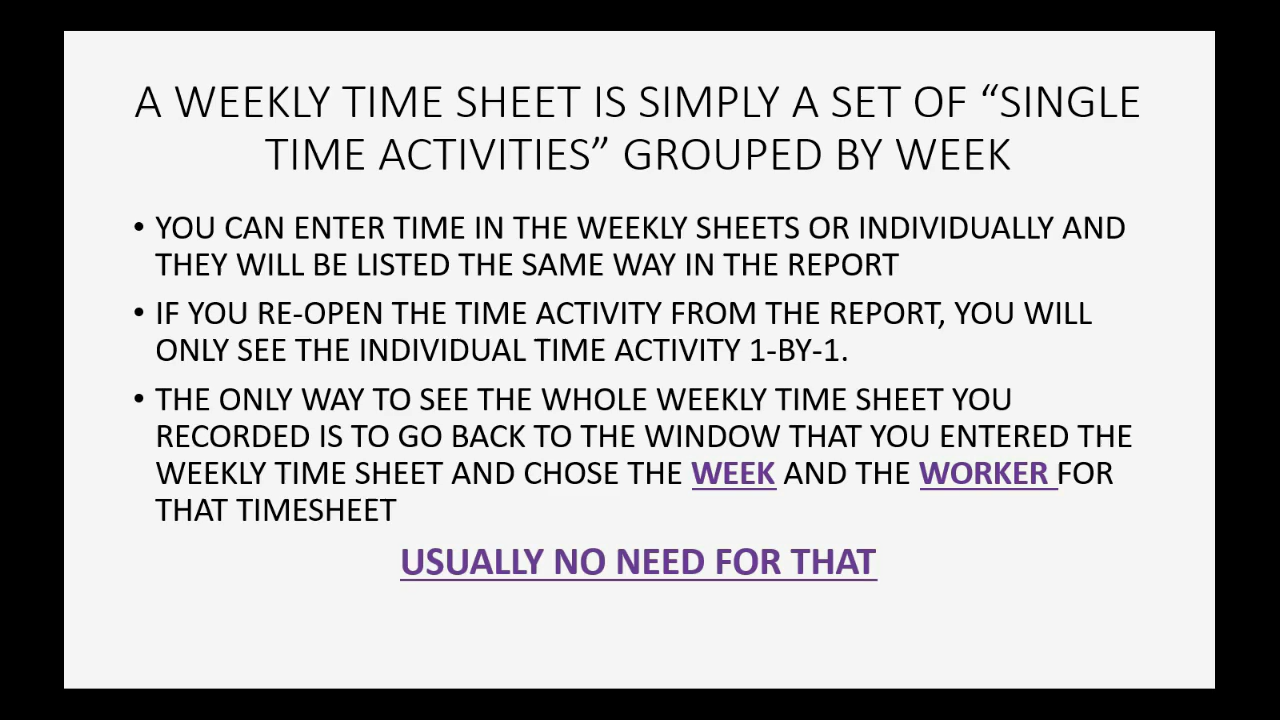 A WEEKLY TIME SHEET IS SIMPLY A SET OF “SINGLE
TIME ACTIVITIES” GROUPED BY WEEK
• YOU CAN ENTER TIME IN THE WEEKLY SHEETS OR INDIVIDUALLY AND
THEY WILL BE LISTED THE SAME WAY IN THE REPORT
• IF YOU RE-OPEN THE TIME ACTIVITY FROM THE REPORT, YOU WILL
ONLY SEE THE INDIVIDUAL TIME ACTIVITY 1-BY-1.
• THE ONLY WAY TO SEE THE WHOLE WEEKLY TIME SHEET YOU
RECORDED IS TO GO BACK TO THE WINDOW THAT YOU ENTERED THE
WEEKLY TIME SHEET AND CHOSE THE WEEK AND THE WORKER FOR
THAT TIMESHEET
USUALLY NO NEED FOR THAT